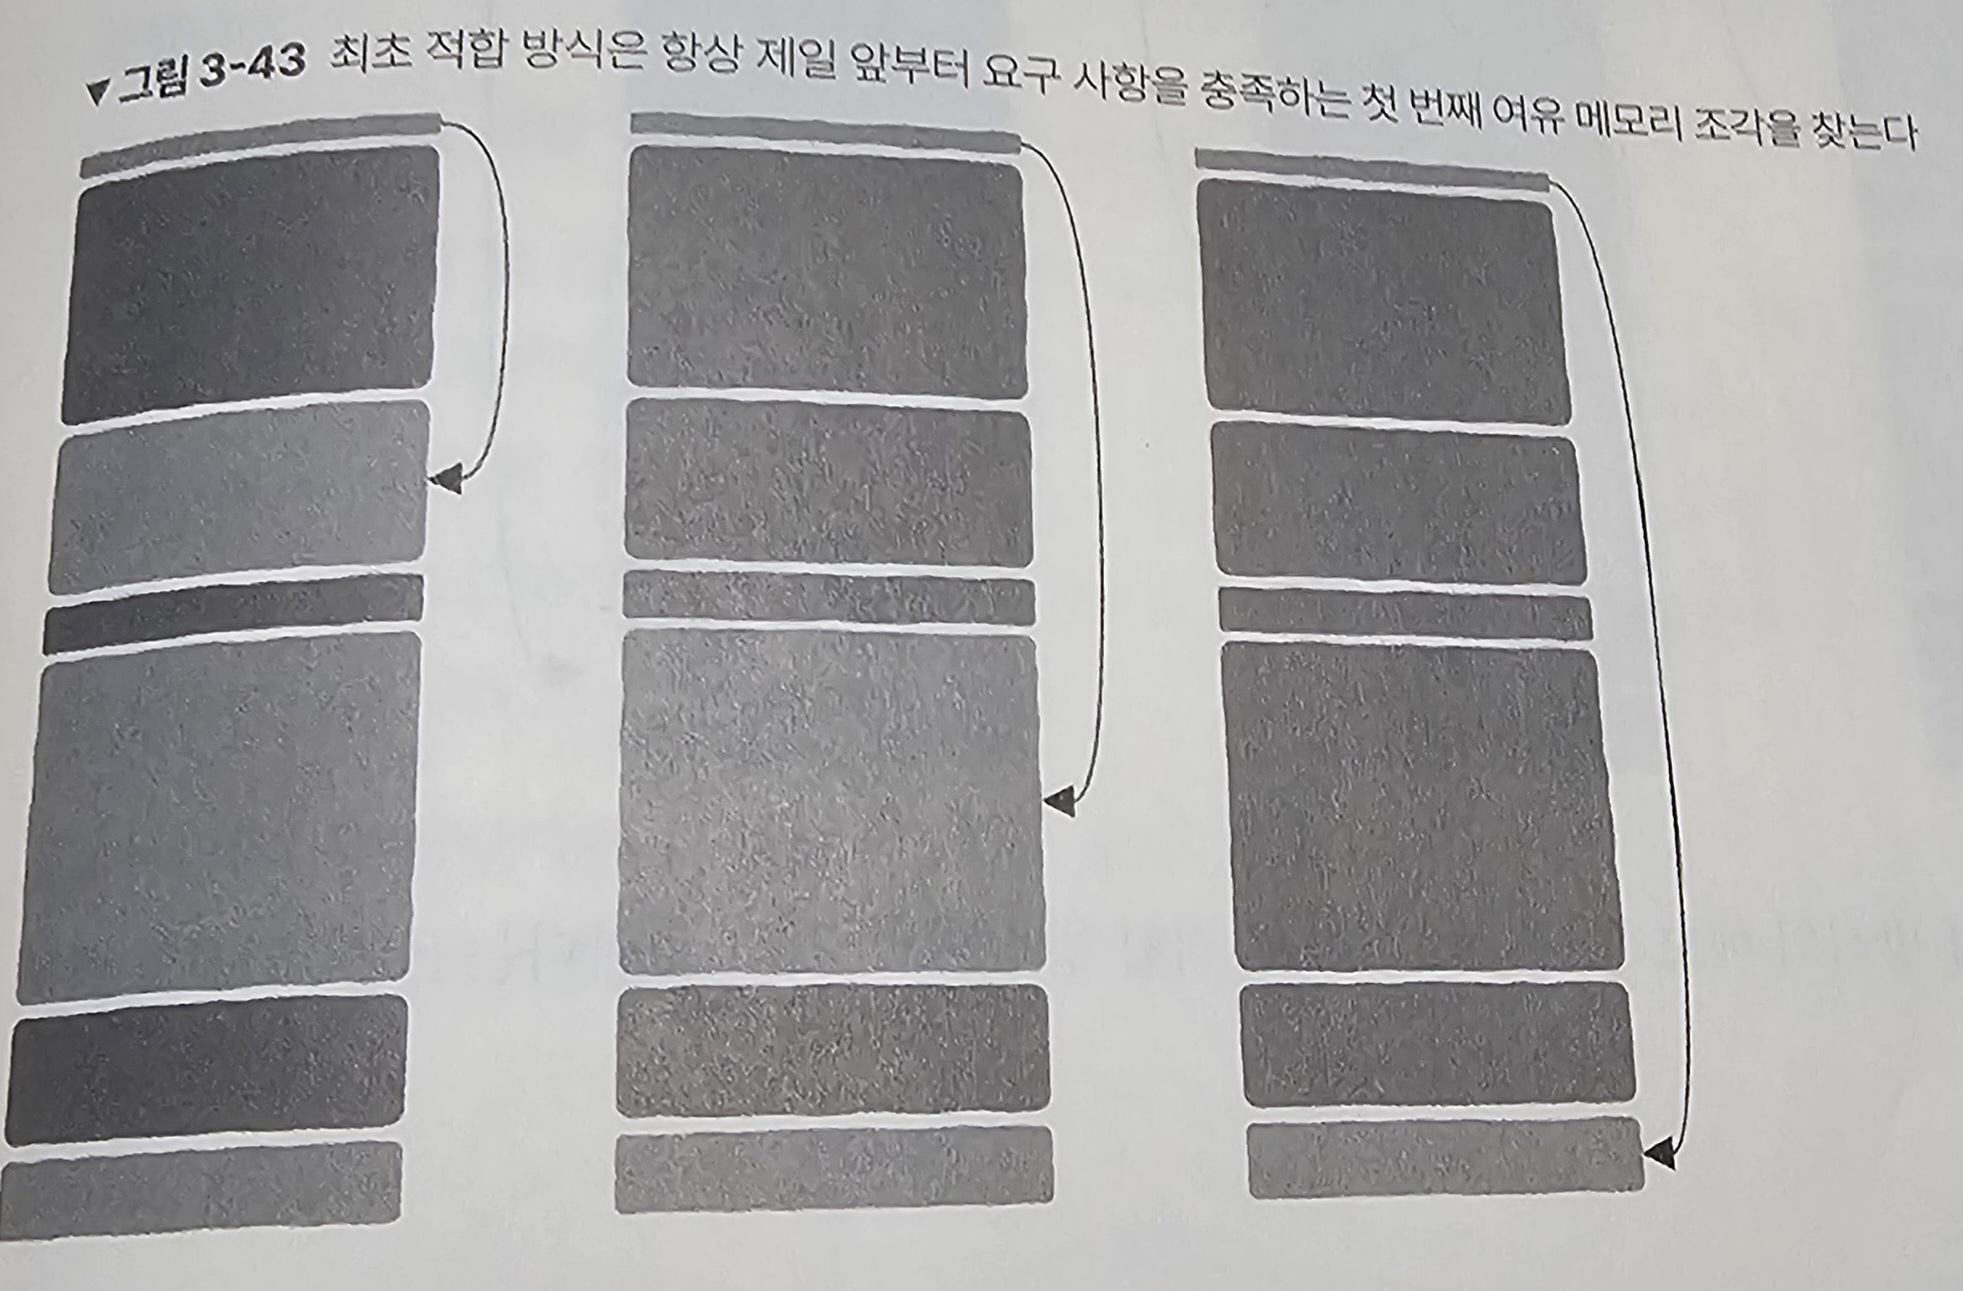 ▼ 그림 3-43 최초 적합 방식은 항상 제일 앞부터 요구 사항을 충족하는 첫 번째 여유 메모리 조각을 찾는다